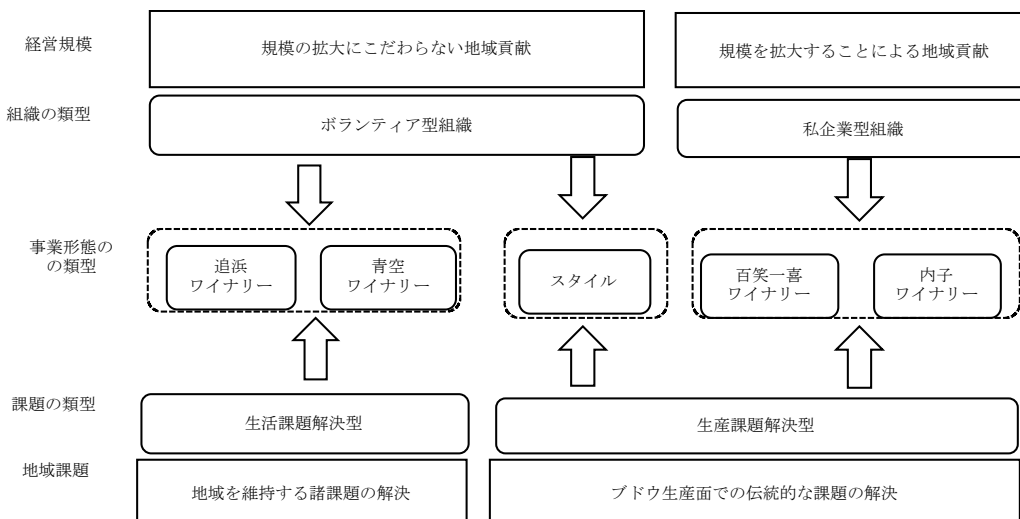 経営規模
規模の拡大にこだわらない地域貢献
規模を拡大することによる地域貢献
組織の類型
ボランティア型組織
私企業型組織
事業形態の
の類型
追浜
ワイナリー
青空
ワイナリー
スタイル
百笑一喜
ワイナリー
内子
ワイナリー
課題の類型
生活課題解決型
生産課題解決型
地域課題
地域を維持する諸課題の解決
ブドウ生産面での伝統的な課題の解決